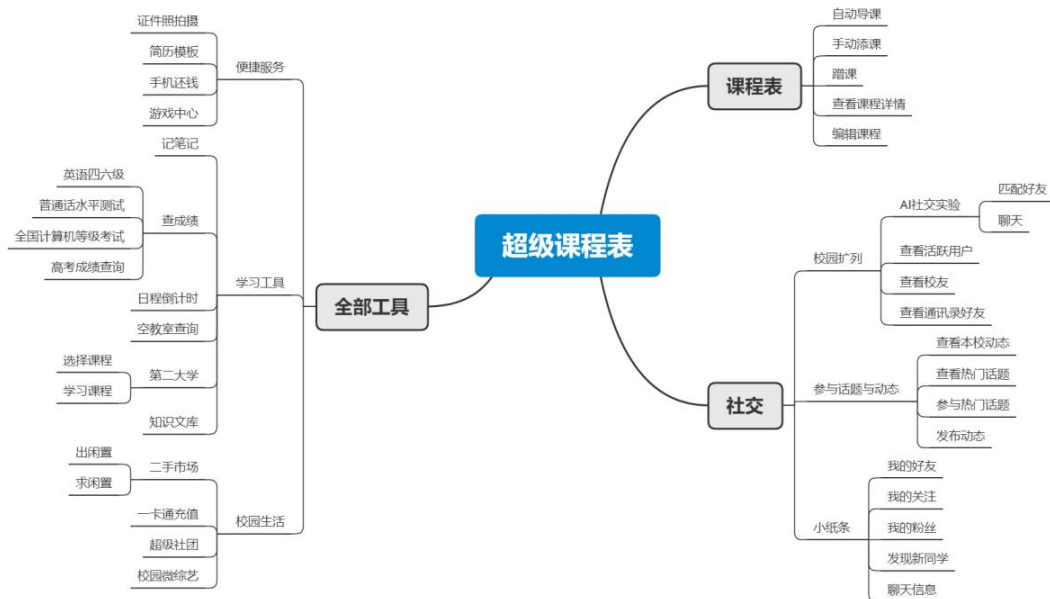 超级课程表
课程表
自动导课
手动添课
蹭课
查看课程详情
编辑课程
社交
校园扩列
AI社交实验
匹配好友
聊天
查看活跃用户
查看校友
查看通讯录好友
参与话题与动态
查看本校动态
查看热门话题
参与热门话题
发布动态
小纸条
我的好友
我的关注
我的粉丝
发现新同学
聊天信息
全部工具
便捷服务
证件照拍摄
简历模板
手机还钱
游戏中心
学习工具
记笔记
查成绩
英语四六级
普通话水平测试
全国计算机等级考试
高考成绩查询
日程倒计时
空教室查询
第二大学
选择课程
学习课程
知识文库
校园生活
二手市场
出闲置
求闲置
一卡通充值
超级社团
校园微综艺